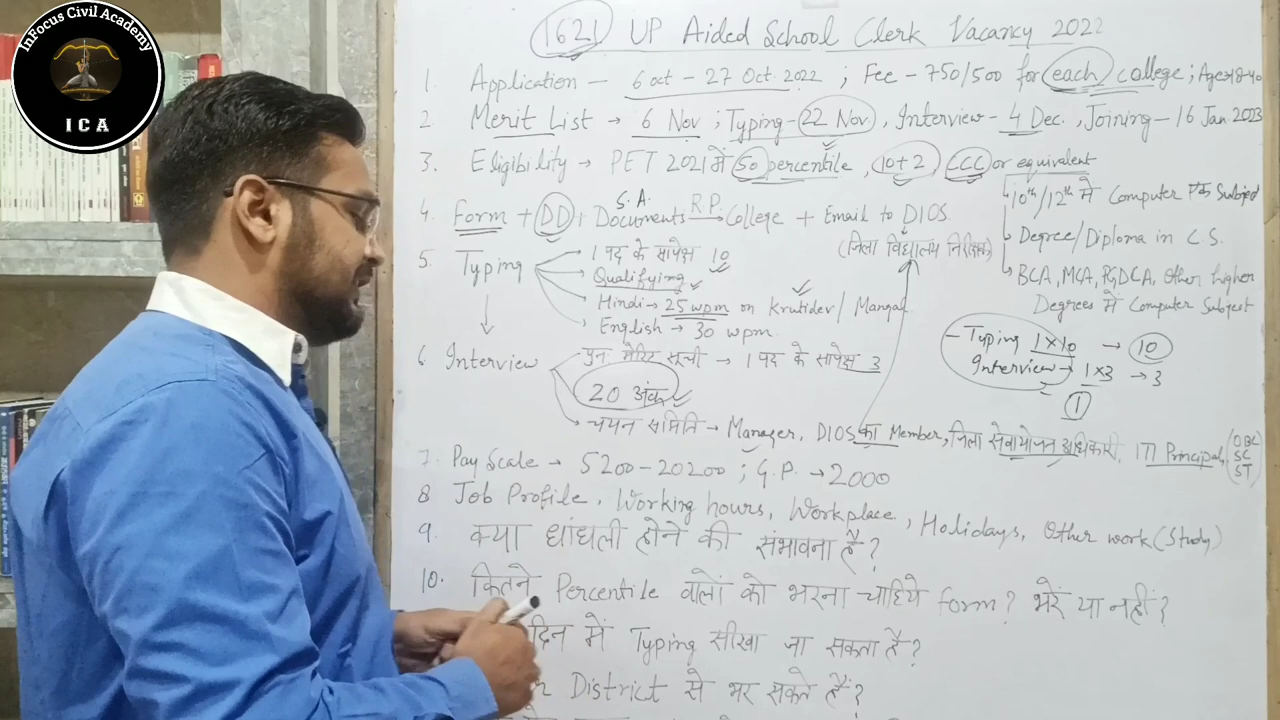 InFocus Civil Academy
ICA
1621 UP Aided School Clerk Vacancy 2022
1. Application – 6 oct – 27 Oct 2022 ; Fee – 750/500 for each college ; Age→18-40
2. Merit List → 6 Nov ; Typing – 22 Nov, Interview – 4 Dec., Joining – 16 Jan 2023
3. Eligibility → PET 2021 में 50 percentile, 10+2, CCC or equivalent
↳ 10th/12th में Computer एक Subject
↳ Degree/Diploma in C.S.
↳ BCA, MCA, PGDCA, Other higher
Degrees में Computer Subject
S.A. R.P.
4. Form + DD + Documents → College + Email to DIOS
(जिला विद्यालय निरीक्षक)
5. Typing
1 पद के सापेक्ष 10
Qualifying
Hindi → 25 wpm on Krutidev/Mangal
English → 30 wpm
– Typing 1×10 → 10
Interview → 1×3 → 3
1
6. Interview
पुनः मेरिट सूची → 1 पद के सापेक्ष 3
20 अंक
चयन समिति → Manager, DIOS का Member, जिला सेवायोजन अधिकारी, ITI Principal, (OBC
SC
ST)
7. Pay Scale → 5200–20200 ; G.P. → 2000
8 Job Profile, Working hours, Workplace, Holidays, Other work (Study)
9. क्या धांधली होने की संभावना है?
10. कितने Percentile वालों को भरना चाहिये form? भरें या नहीं?
दिन में Typing सीखा जा सकता है?
District से भर सकते हैं?